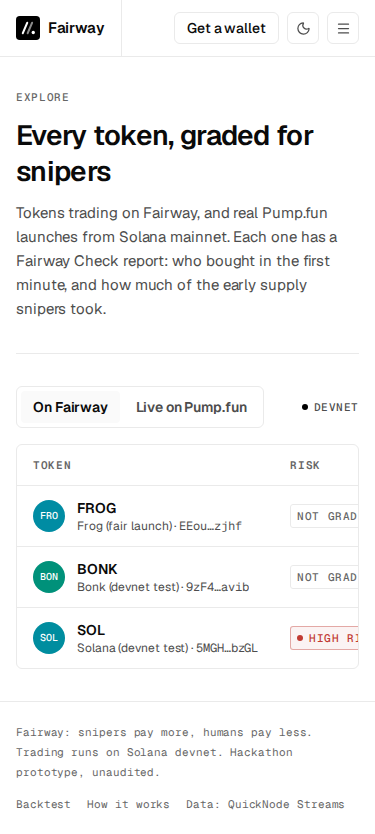 Fairway
Get a wallet
EXPLORE
Every token, graded for
snipers
Tokens trading on Fairway, and real Pump.fun
launches from Solana mainnet. Each one has a
Fairway Check report: who bought in the first
minute, and how much of the early supply
snipers took.
On Fairway Live on Pump.fun DEVNET
TOKEN RISK
FRO FROG
Frog (fair launch) · EEou…zjhf
NOT GRAD
BON BONK
Bonk (devnet test) · 9zF4…avib
NOT GRAD
SOL SOL
Solana (devnet test) · 5MGH…bzGL
HIGH RI
Fairway: snipers pay more, humans pay less.
Trading runs on Solana devnet. Hackathon
prototype, unaudited.
Backtest How it works Data: QuickNode Streams